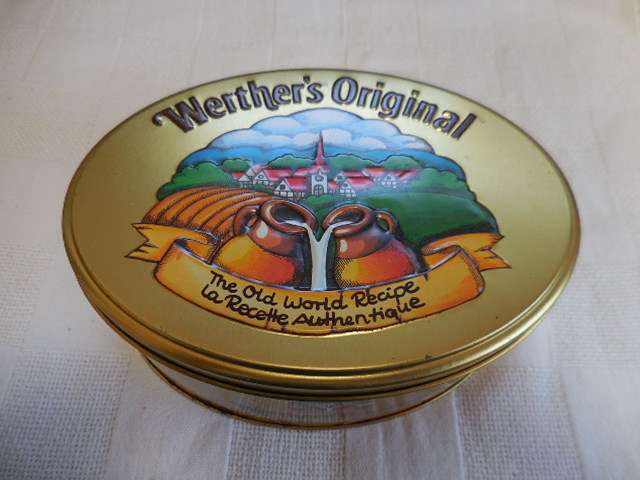 Werther's Original
The Old World Recipe
la Recette Authentique